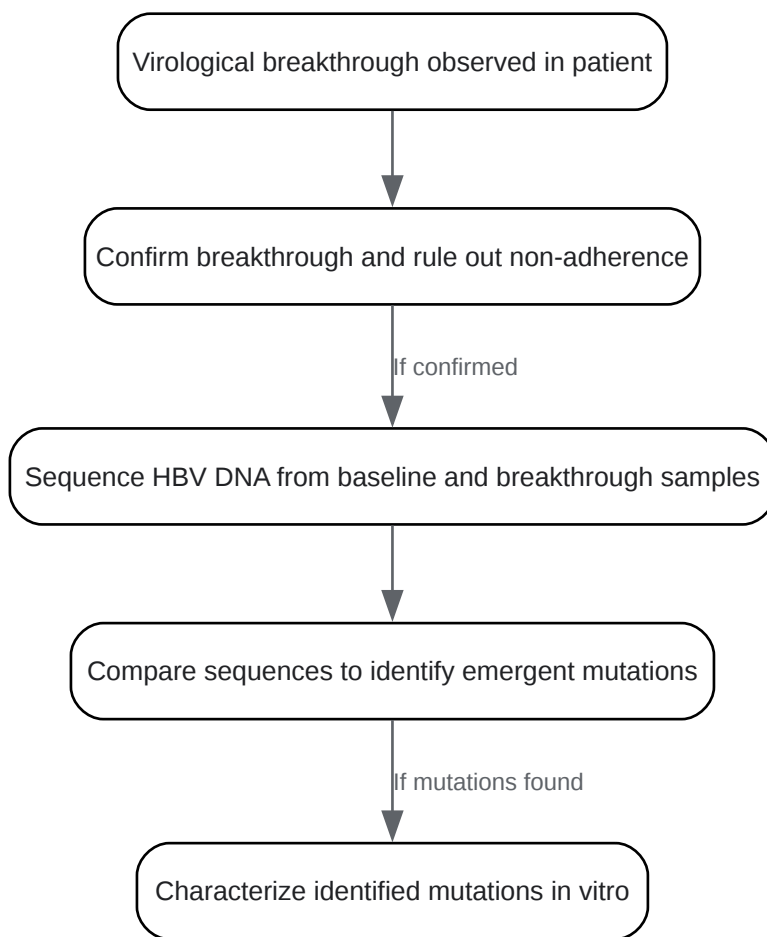 Virological breakthrough observed in patient
Confirm breakthrough and rule out non-adherence
If confirmed
Sequence HBV DNA from baseline and breakthrough samples
Compare sequences to identify emergent mutations
If mutations found
Characterize identified mutations in vitro